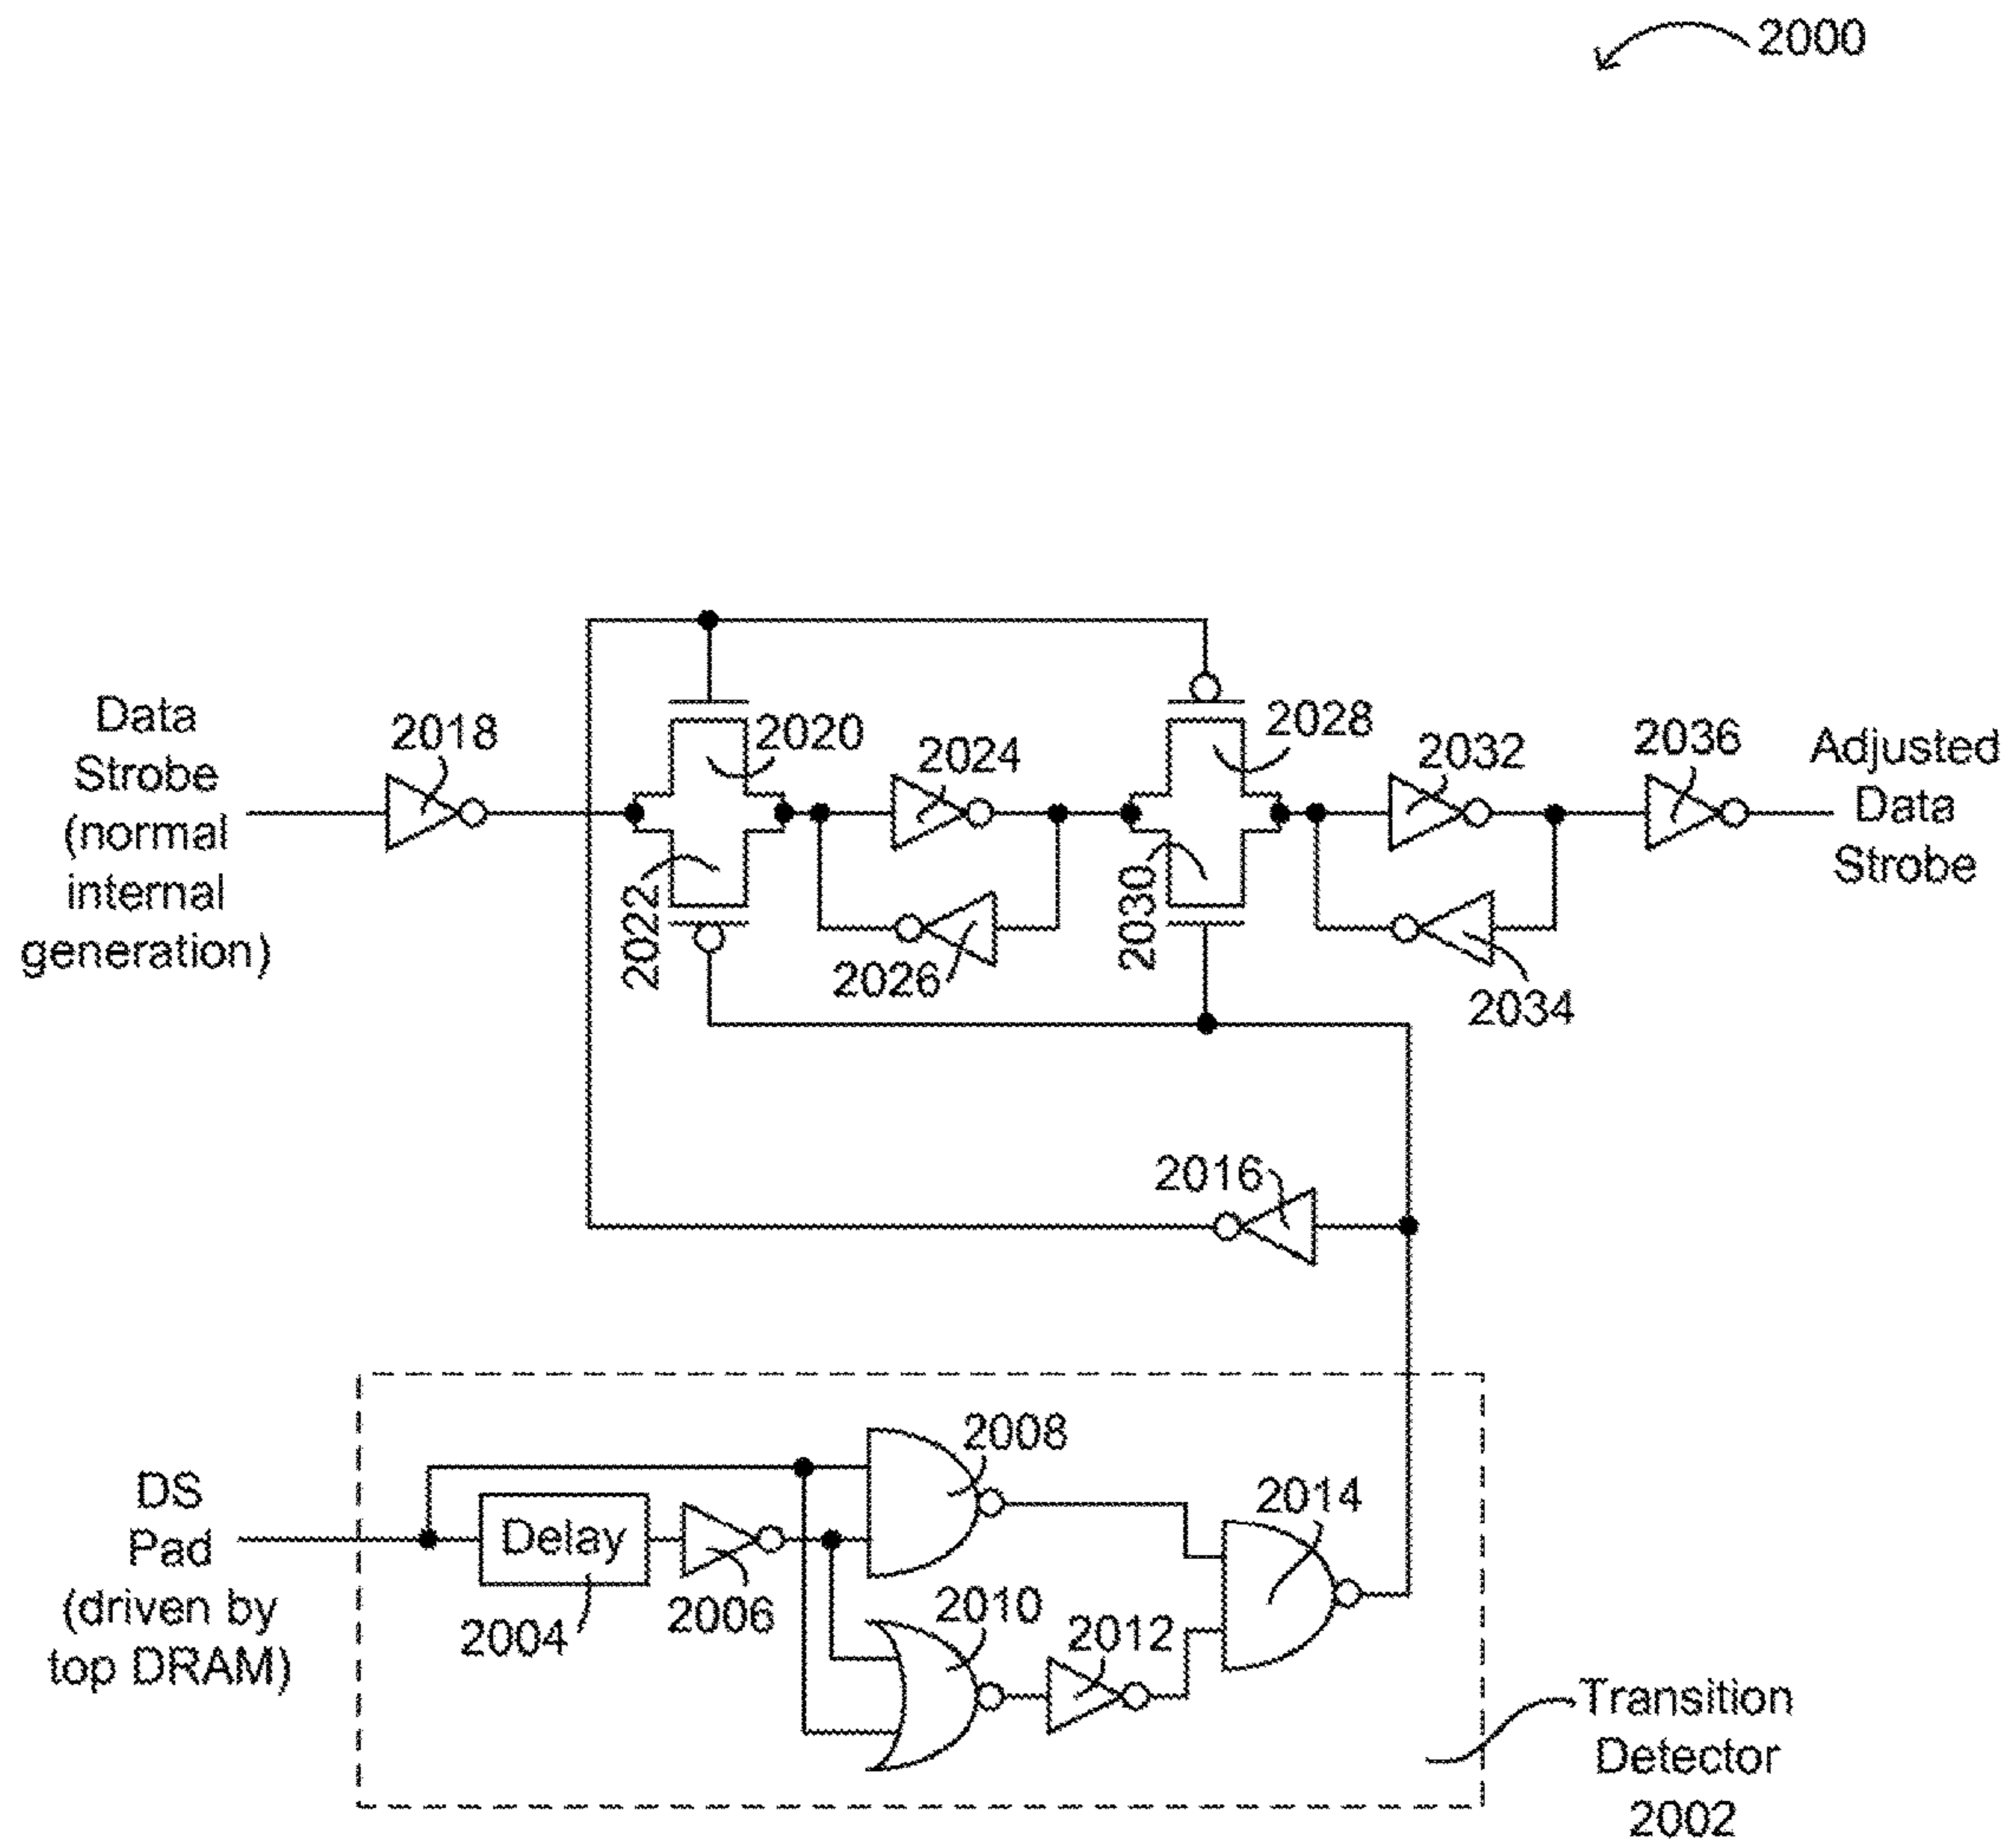 2000
Data
Strobe
(normal
internal
generation)
2018
2020
2022
2024
2026
2028
2030
2032
2034
2036
Adjusted
Data
Strobe
2016
DS
Pad
(driven by
top DRAM)
Delay
2004
2006
2008
2010
2012
2014
Transition
Detector
2002